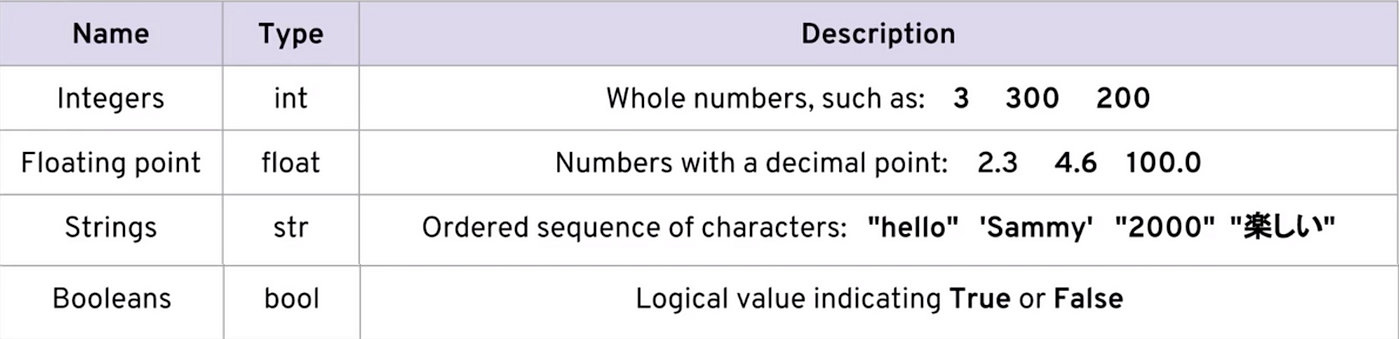 Name Type Description
Integers int Whole numbers, such as: 3 300 200
Floating point float Numbers with a decimal point: 2.3 4.6 100.0
Strings str Ordered sequence of characters: "hello" 'Sammy' "2000" "楽しい"
Booleans bool Logical value indicating True or False